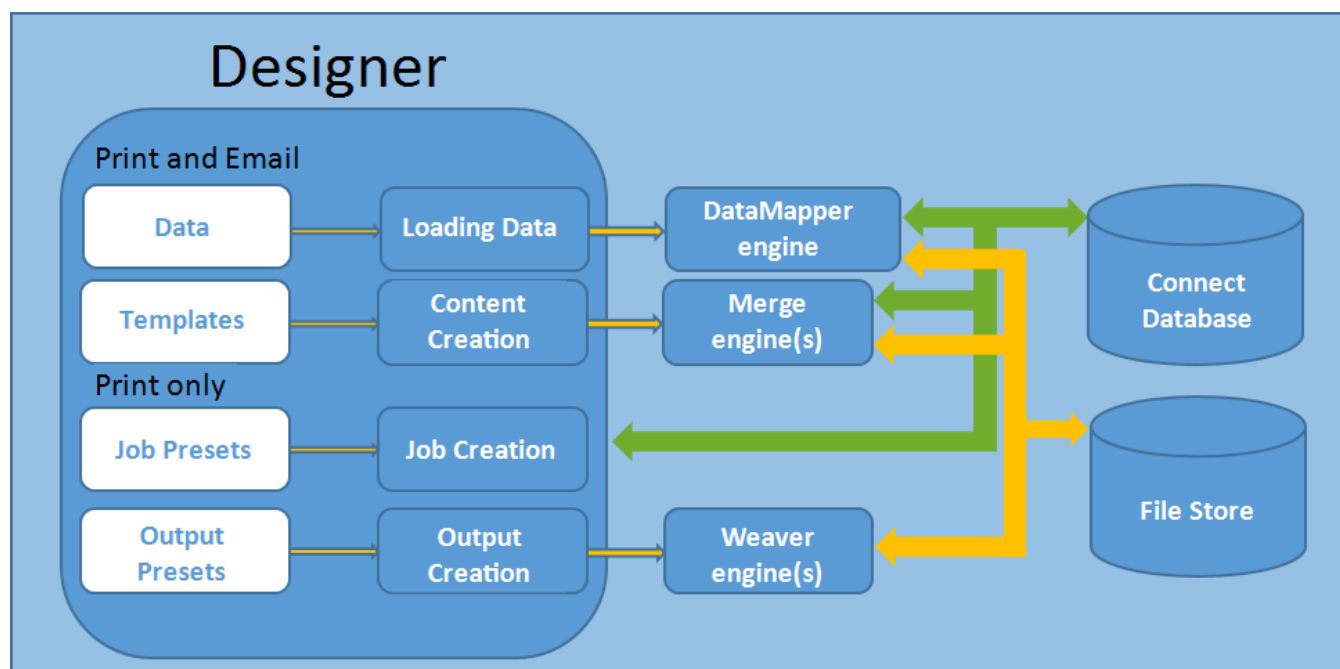 Designer
Print and Email
Data
Loading Data
DataMapper
engine
Connect
Database
Templates
Content
Creation
Merge
engine(s)
Print only
Job Presets
Job Creation
File Store
Output
Presets
Output
Creation
Weaver
engine(s)